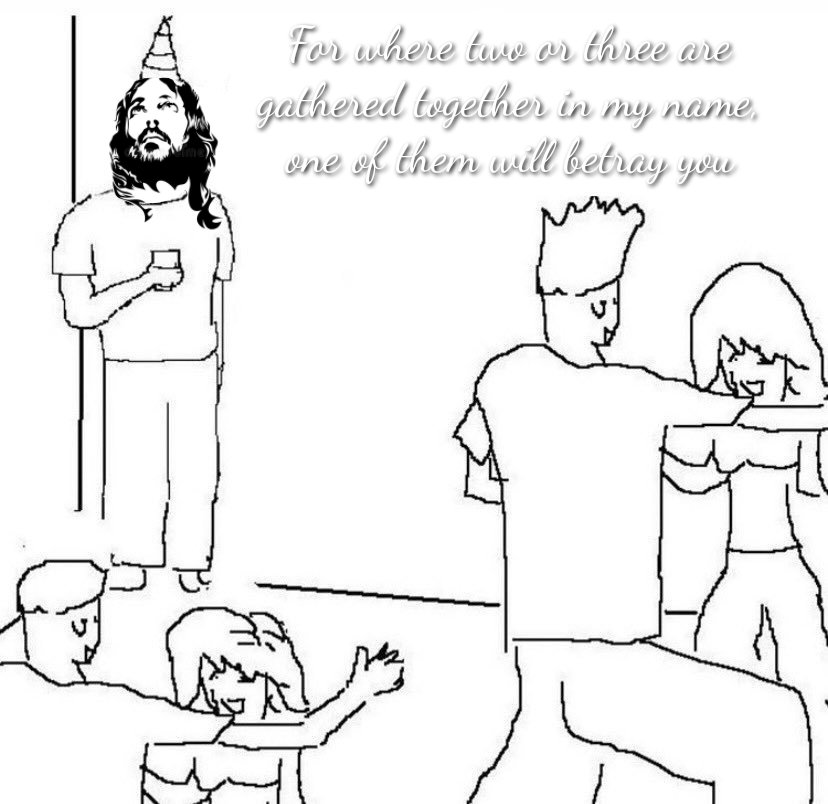 For where two or three are
gathered together in my name,
one of them will betray you